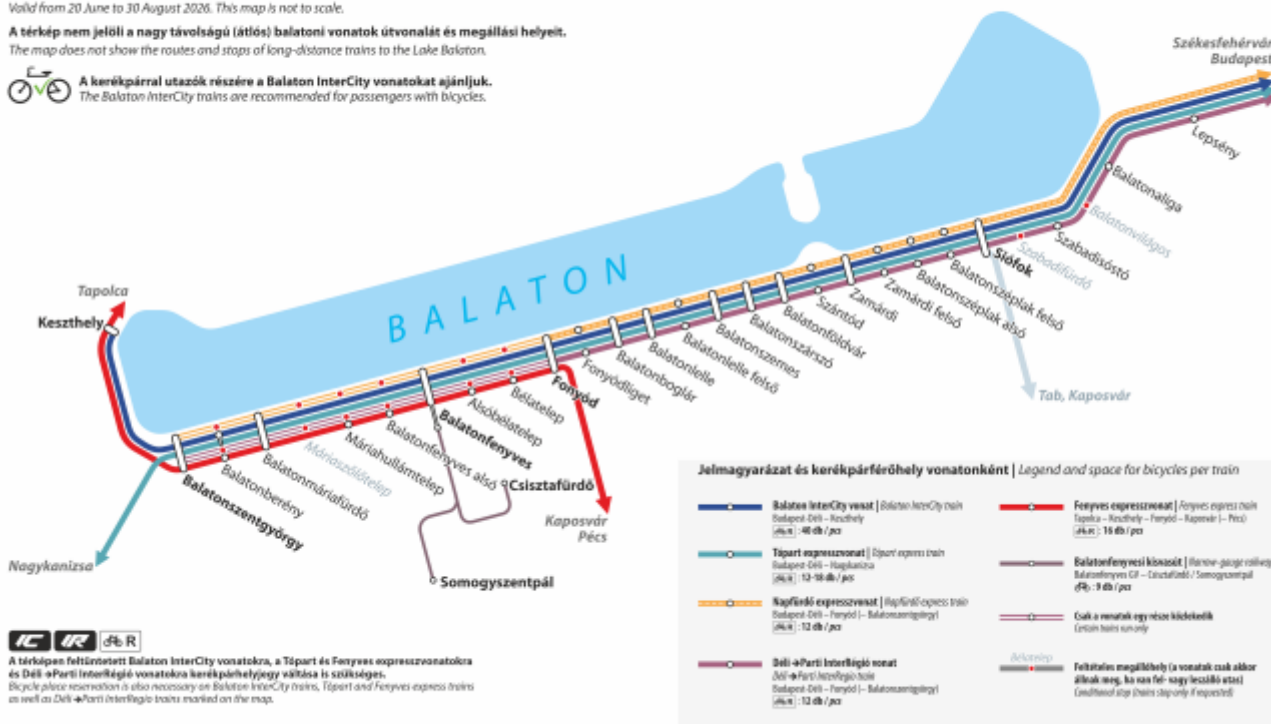 Valid from 20 June to 30 August 2026. This map is not to scale.
A térkép nem jelöli a nagy távolságú (átlós) balatoni vonatok útvonalát és megállási helyeit.
The map does not show the routes and stops of long-distance trains to the Lake Balaton.
A kerékpárral utazók részére a Balaton InterCity vonatokat ajánljuk.
The Balaton InterCity trains are recommended for passengers with bicycles.
Székesfehérvár
Budapest
Lepsény
Balatonaliga
Balatonvilágos
Szabadisóstó
Szabadifürdő
Siófok
Balatonszéplak felső
Balatonszéplak alsó
Zamárdi felső
Zamárdi
Szántód
Balatonföldvár
Balatonszárszó
Balatonszemes
Balatonlelle felső
Balatonlelle
Balatonboglár
Fonyódliget
Fonyód
Bélatelep
Alsóbélatelep
Balatonfenyves
Balatonfenyves alsó
Máriahullámtelep
Máriaszőlőtelep
Balatonmáriafürdő
Balatonberény
Balatonszentgyörgy
BALATON
Tapolca
Keszthely
Tab, Kaposvár
Csisztafürdő
Kaposvár
Pécs
Nagykanizsa
Somogyszentpál
Jelmagyarázat és kerékpárférőhely vonatonként | Legend and space for bicycles per train
Balaton InterCity vonat | Balaton InterCity train
Budapest-Déli – Keszthely
R : 40 db / pcs
Tópart expresszvonat | Tópart express train
Budapest-Déli – Nagykanizsa
R : 12-18 db / pcs
Napfürdő expresszvonat | Napfürdő express train
Budapest-Déli – Fonyód (– Balatonszentgyörgy)
R : 12 db / pcs
Déli ➔Parti InterRégió vonat
Déli ➔Parti InterRegio train
Budapest-Déli – Fonyód (– Balatonszentgyörgy)
R : 12 db / pcs
Fenyves expresszvonat | Fenyves express train
Tapolca – Keszthely – Fonyód – Kaposvár (– Pécs)
R : 16 db / pcs
Balatonfenyvesi kisvasút | Narrow-gauge railway
Balatonfenyves GV – Csisztafürdő / Somogyszentpál
: 9 db / pcs
Csak a vonatok egy része közlekedik
Certain trains run only
Bélatelep
Feltételes megállóhely (a vonatok csak akkor
állnak meg, ha van fel- vagy leszálló utas)
Conditional stop (trains stop only if requested)
IC IR R
A térképen feltüntetett Balaton InterCity vonatokra, a Tópart és Fenyves expresszvonatokra
és Déli ➔Parti InterRégió vonatokra kerékpárhelyjegy váltása is szükséges.
Bicycle place reservation is also necessary on Balaton InterCity trains, Tópart and Fenyves express trains
as well as Déli ➔Parti InterRegio trains marked on the map.